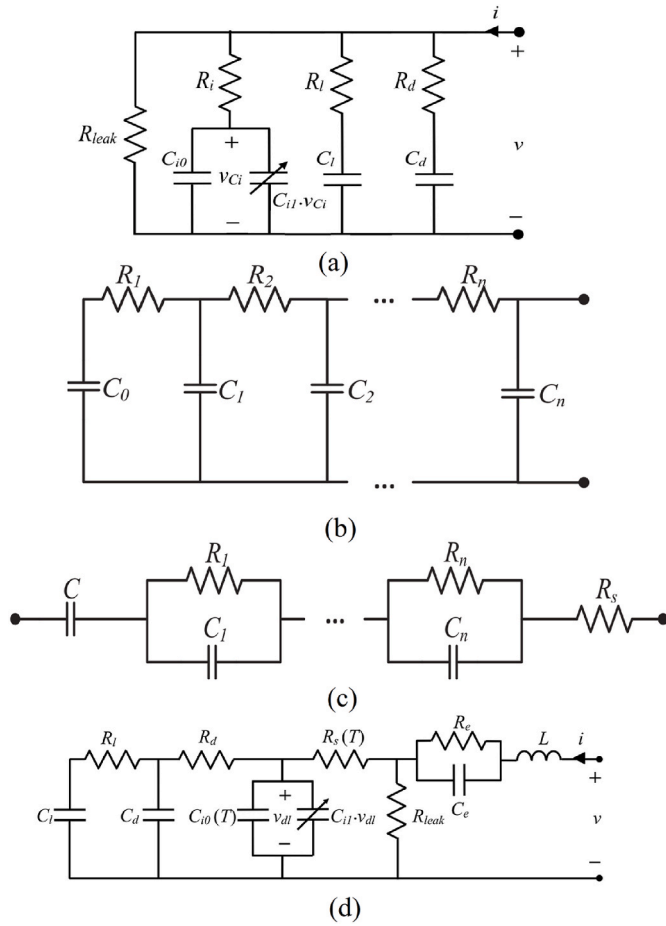 i
+
R_i R_l R_d
R_leak
C_i0 + C_l C_d v
v_Ci
C_i1.v_Ci
− −
(a)
R_1 R_2 ... R_n
C_0 C_1 C_2 C_n
...
(b)
R_1 R_n
C R_s
C_1 ... C_n
(c)
R_e
R_l R_d R_s(T) L i
+
C_e
C_l C_d C_i0(T) + v_dl C_i1.v_dl R_leak v
− −
(d)